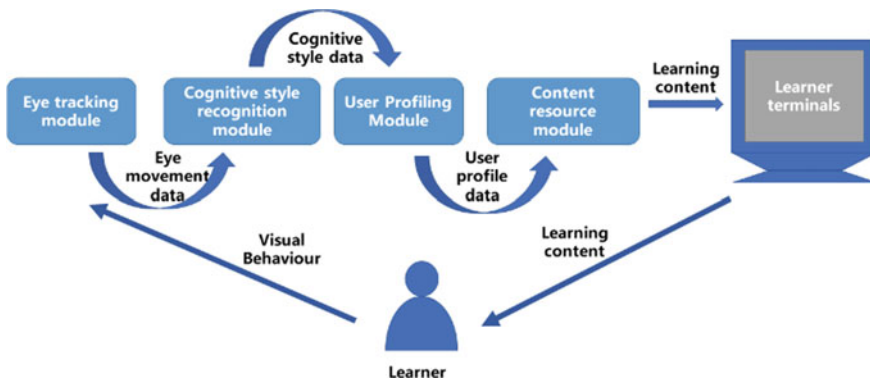 Cognitive
style data
Eye tracking
module
Cognitive style
recognition
module
User Profiling
Module
Content
resource
module
Learning
content
Learner
terminals
Eye
movement
data
User
profile
data
Visual
Behaviour
Learning
content
Learner